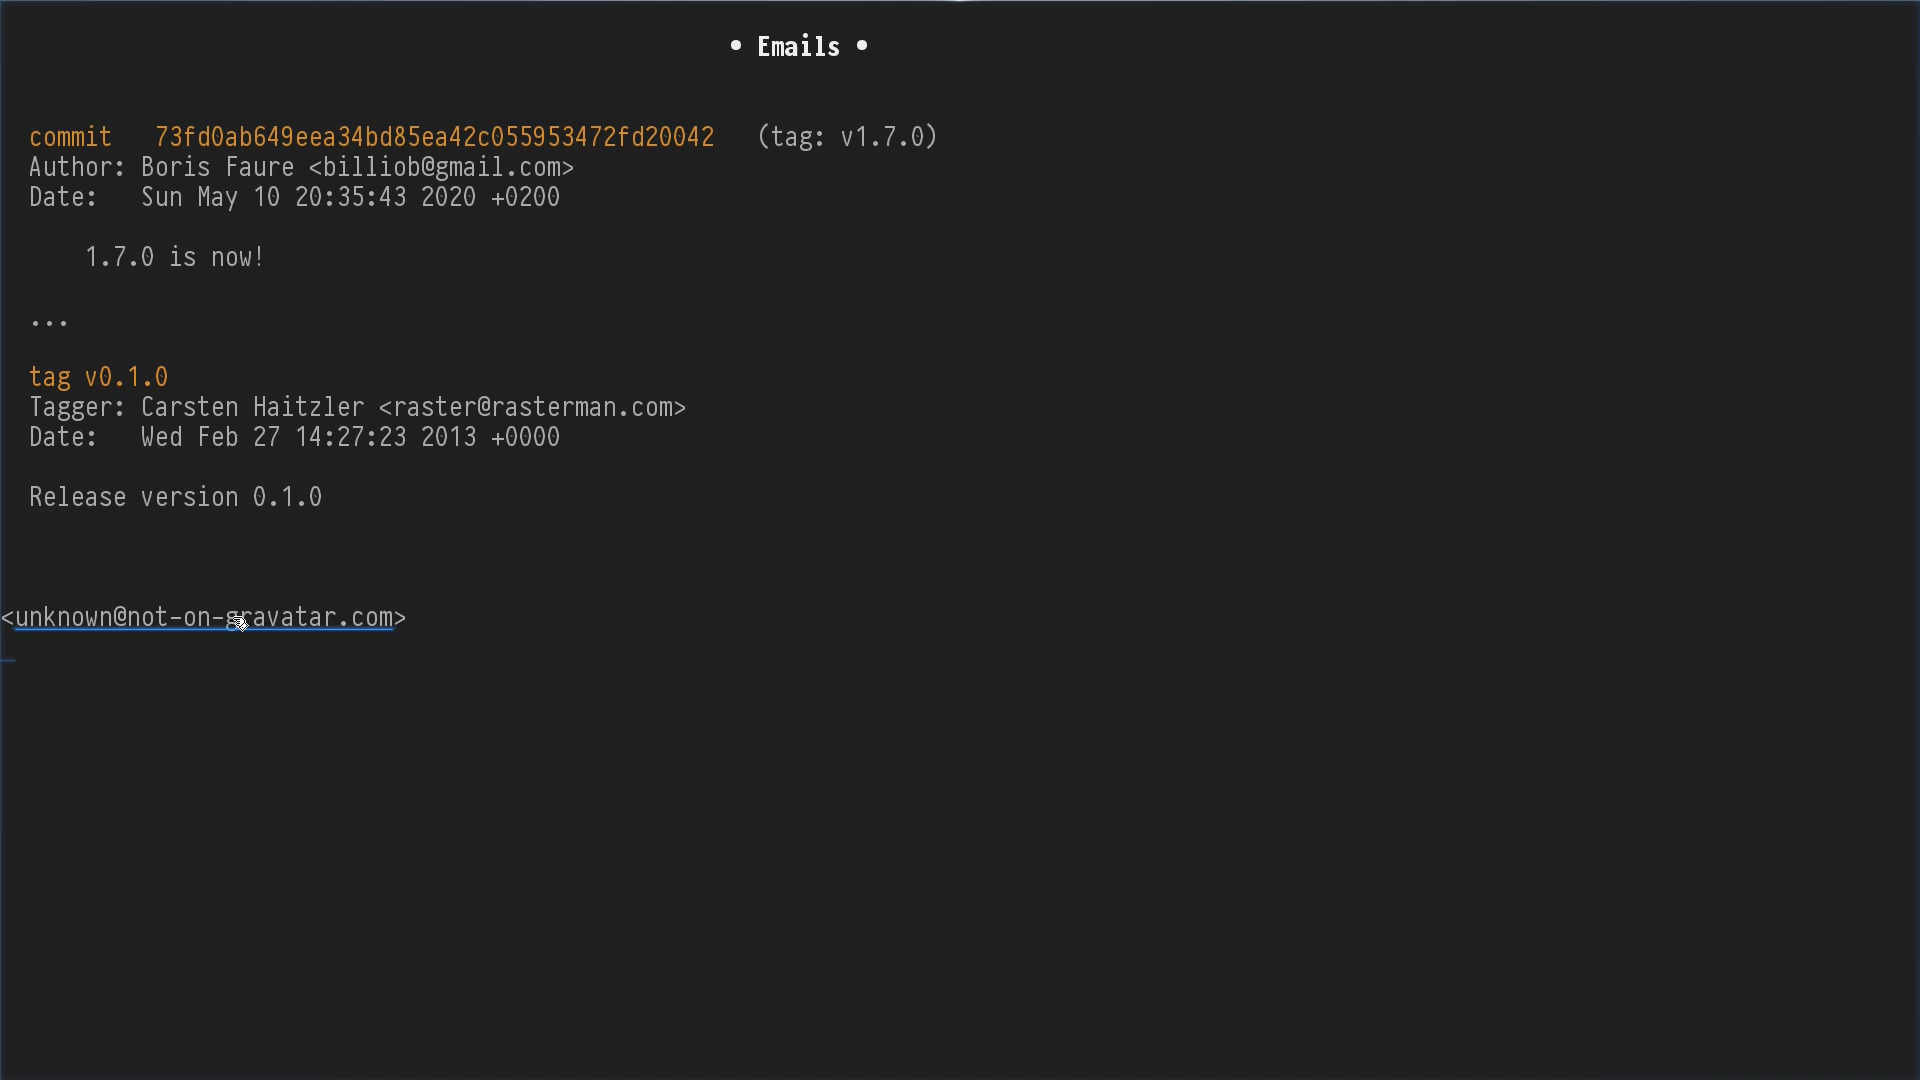 • Emails •
commit 73fd0ab649eea34bd85ea42c055953472fd20042 (tag: v1.7.0)
Author: Boris Faure <billiob@gmail.com>
Date: Sun May 10 20:35:43 2020 +0200
1.7.0 is now!
...
tag v0.1.0
Tagger: Carsten Haitzler <raster@rasterman.com>
Date: Wed Feb 27 14:27:23 2013 +0000
Release version 0.1.0
<unknown@not-on-gravatar.com>